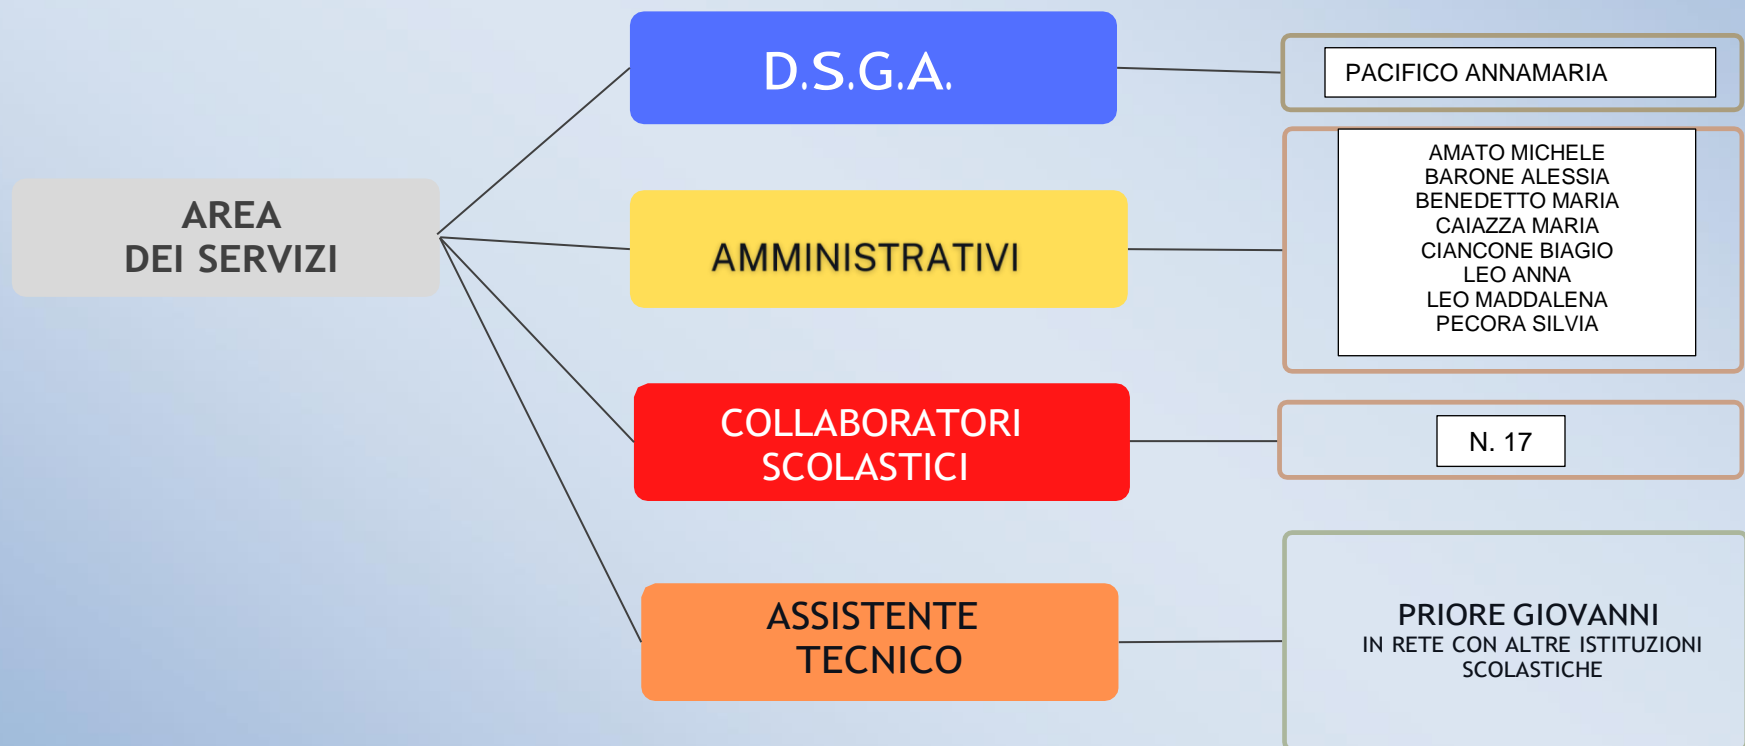 AREA
DEI SERVIZI
D.S.G.A.
PACIFICO ANNAMARIA
AMMINISTRATIVI
AMATO MICHELE
BARONE ALESSIA
BENEDETTO MARIA
CAIAZZA MARIA
CIANCONE BIAGIO
LEO ANNA
LEO MADDALENA
PECORA SILVIA
COLLABORATORI
SCOLASTICI
N. 17
ASSISTENTE
TECNICO
PRIORE GIOVANNI
IN RETE CON ALTRE ISTITUZIONI
SCOLASTICHE